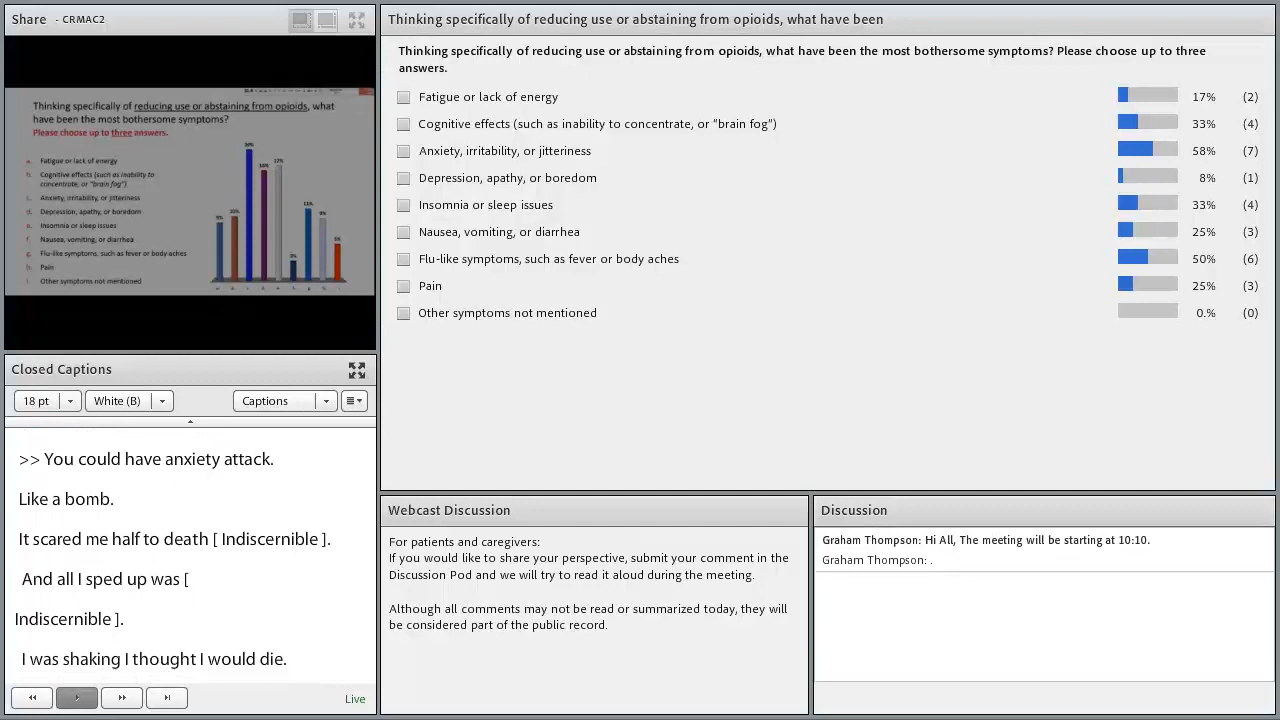 Share - CRMAC2
Thinking specifically of reducing use or abstaining from opioids, what
have been the most bothersome symptoms?
Please choose up to three answers.
a. Fatigue or lack of energy
b. Cognitive effects (such as inability to
concentrate, or "brain fog")
c. Anxiety, irritability, or jitteriness
d. Depression, apathy, or boredom
e. Insomnia or sleep issues
f. Nausea, vomiting, or diarrhea
g. Flu-like symptoms, such as fever or body aches
h. Pain
i. Other symptoms not mentioned
Closed Captions
18 pt White (B) Captions
>> You could have anxiety attack.
Like a bomb.
It scared me half to death [ Indiscernible ].
And all I sped up was [
Indiscernible ].
I was shaking I thought I would die.
Live
Thinking specifically of reducing use or abstaining from opioids, what have been
Thinking specifically of reducing use or abstaining from opioids, what have been the most bothersome symptoms? Please choose up to three
answers.
Fatigue or lack of energy 17% (2)
Cognitive effects (such as inability to concentrate, or "brain fog") 33% (4)
Anxiety, irritability, or jitteriness 58% (7)
Depression, apathy, or boredom 8% (1)
Insomnia or sleep issues 33% (4)
Nausea, vomiting, or diarrhea 25% (3)
Flu-like symptoms, such as fever or body aches 50% (6)
Pain 25% (3)
Other symptoms not mentioned 0.% (0)
Webcast Discussion
For patients and caregivers:
If you would like to share your perspective, submit your comment in the
Discussion Pod and we will try to read it aloud during the meeting.
Although all comments may not be read or summarized today, they will
be considered part of the public record.
Discussion
Graham Thompson: Hi All, The meeting will be starting at 10:10.
Graham Thompson: .